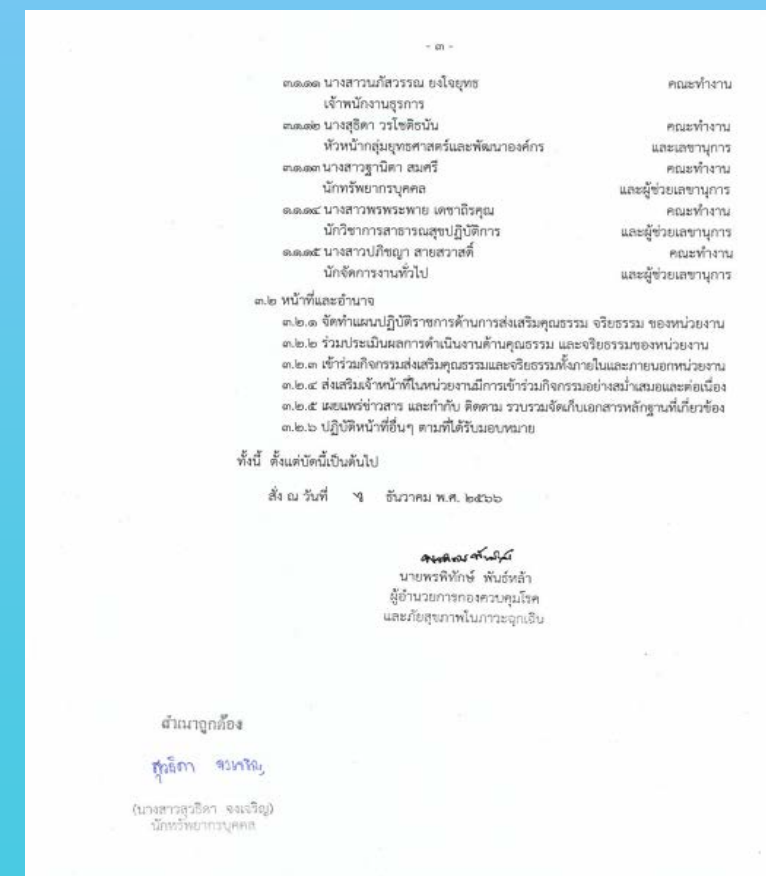 - ๓ -
๓.๑.๑๑ นางสาวนภัสวรรณ ยงใจยุทธ คณะทำงาน
เจ้าพนักงานธุรการ
๓.๑.๑๒ นางสุธิดา วรโชติธนัน คณะทำงาน
หัวหน้ากลุ่มยุทธศาสตร์และพัฒนาองค์กร และเลขานุการ
๓.๑.๑๓ นางสาวฐานิตา สมศรี คณะทำงาน
นักทรัพยากรบุคคล และผู้ช่วยเลขานุการ
๑.๑.๑๔ นางสาวพรพระพาย เดชาถิรคุณ คณะทำงาน
นักวิชาการสาธารณสุขปฏิบัติการ และผู้ช่วยเลขานุการ
๑.๑.๑๕ นางสาวปภิชญา สายสวาสดิ์ คณะทำงาน
นักจัดการงานทั่วไป และผู้ช่วยเลขานุการ
๓.๒ หน้าที่และอำนาจ
๓.๒.๑ จัดทำแผนปฏิบัติราชการด้านการส่งเสริมคุณธรรม จริยธรรม ของหน่วยงาน
๓.๒.๒ ร่วมประเมินผลการดำเนินงานด้านคุณธรรม และจริยธรรมของหน่วยงาน
๓.๒.๓ เข้าร่วมกิจกรรมส่งเสริมคุณธรรมและจริยธรรมทั้งภายในและภายนอกหน่วยงาน
๓.๒.๔ ส่งเสริมเจ้าหน้าที่ในหน่วยงานมีการเข้าร่วมกิจกรรมอย่างสม่ำเสมอและต่อเนื่อง
๓.๒.๕ เผยแพร่ข่าวสาร และกำกับ ติดตาม รวบรวมจัดเก็บเอกสารหลักฐานที่เกี่ยวข้อง
๓.๒.๖ ปฏิบัติหน้าที่อื่นๆ ตามที่ได้รับมอบหมาย
ทั้งนี้ ตั้งแต่บัดนี้เป็นต้นไป
สั่ง ณ วันที่ ธันวาคม พ.ศ. ๒๕๖๖
นายพรพิทักษ์ พันธ์หล้า
ผู้อำนวยการกองควบคุมโรค
และภัยสุขภาพในภาวะฉุกเฉิน
สำเนาถูกต้อง
สุวธิดา จงเจริญ
(นางสาวสุวธิดา จงเจริญ)
นักทรัพยากรบุคคล